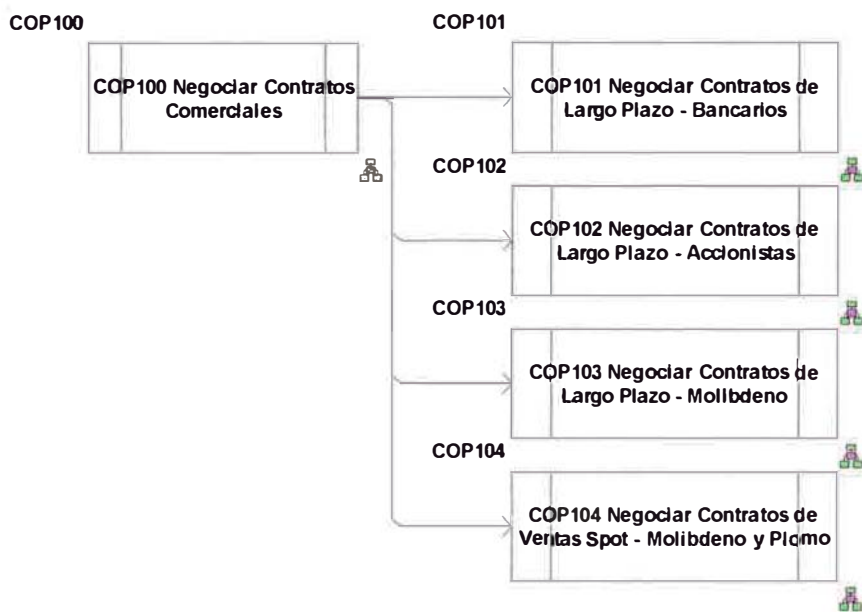 COP100
COP100 Negociar Contratos
Comerciales
COP101
COP101 Negociar Contratos de
Largo Plazo - Bancarios
COP102
COP102 Negociar Contratos de
Largo Plazo - Accionistas
COP103
COP103 Negociar Contratos de
Largo Plazo - Molibdeno
COP104
COP104 Negociar Contratos de
Ventas Spot - Molibdeno y Plomo